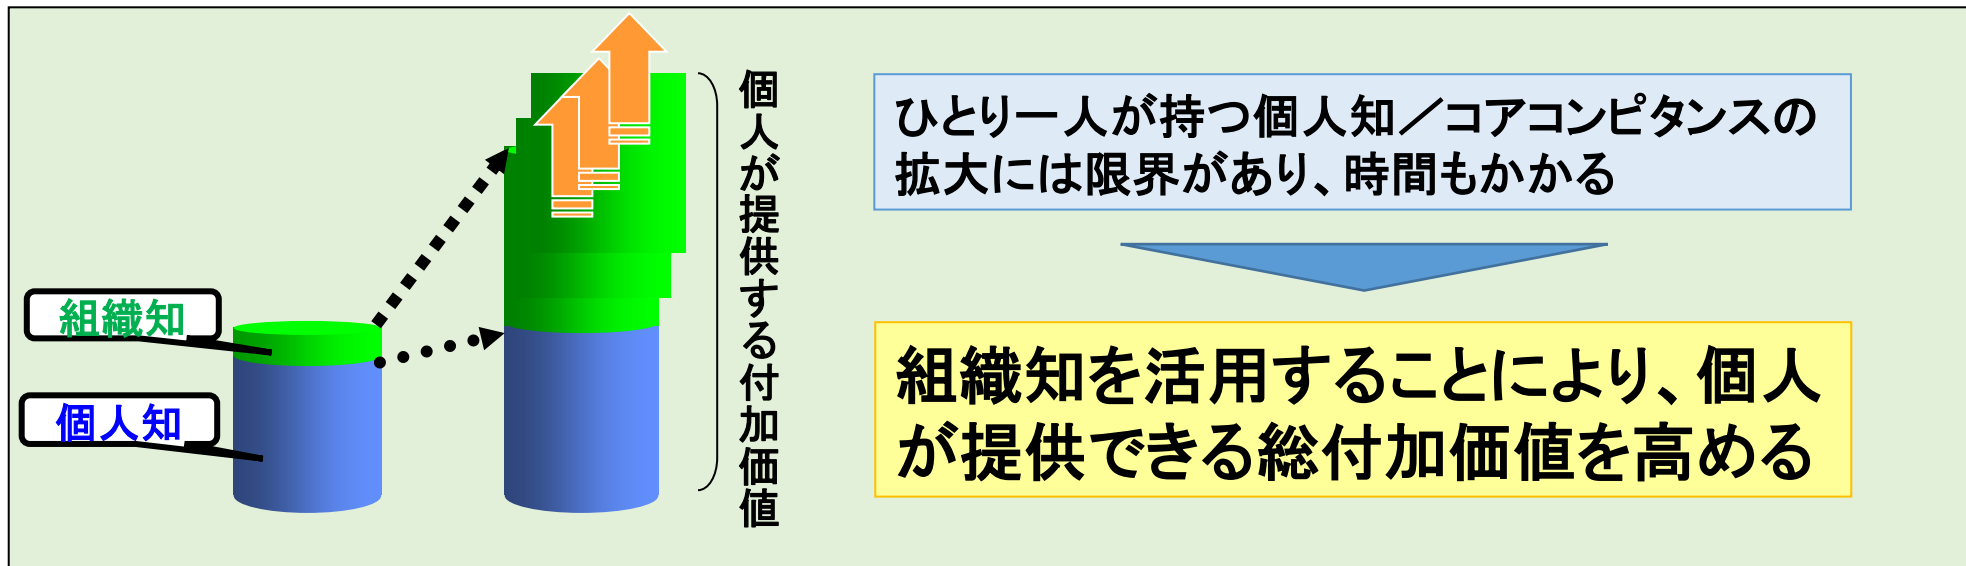 組織知
個人知
個人が提供する付加価値
ひとり一人が持つ個人知／コアコンピタンスの
拡大には限界があり、時間もかかる
組織知を活用することにより、個人
が提供できる総付加価値を高める